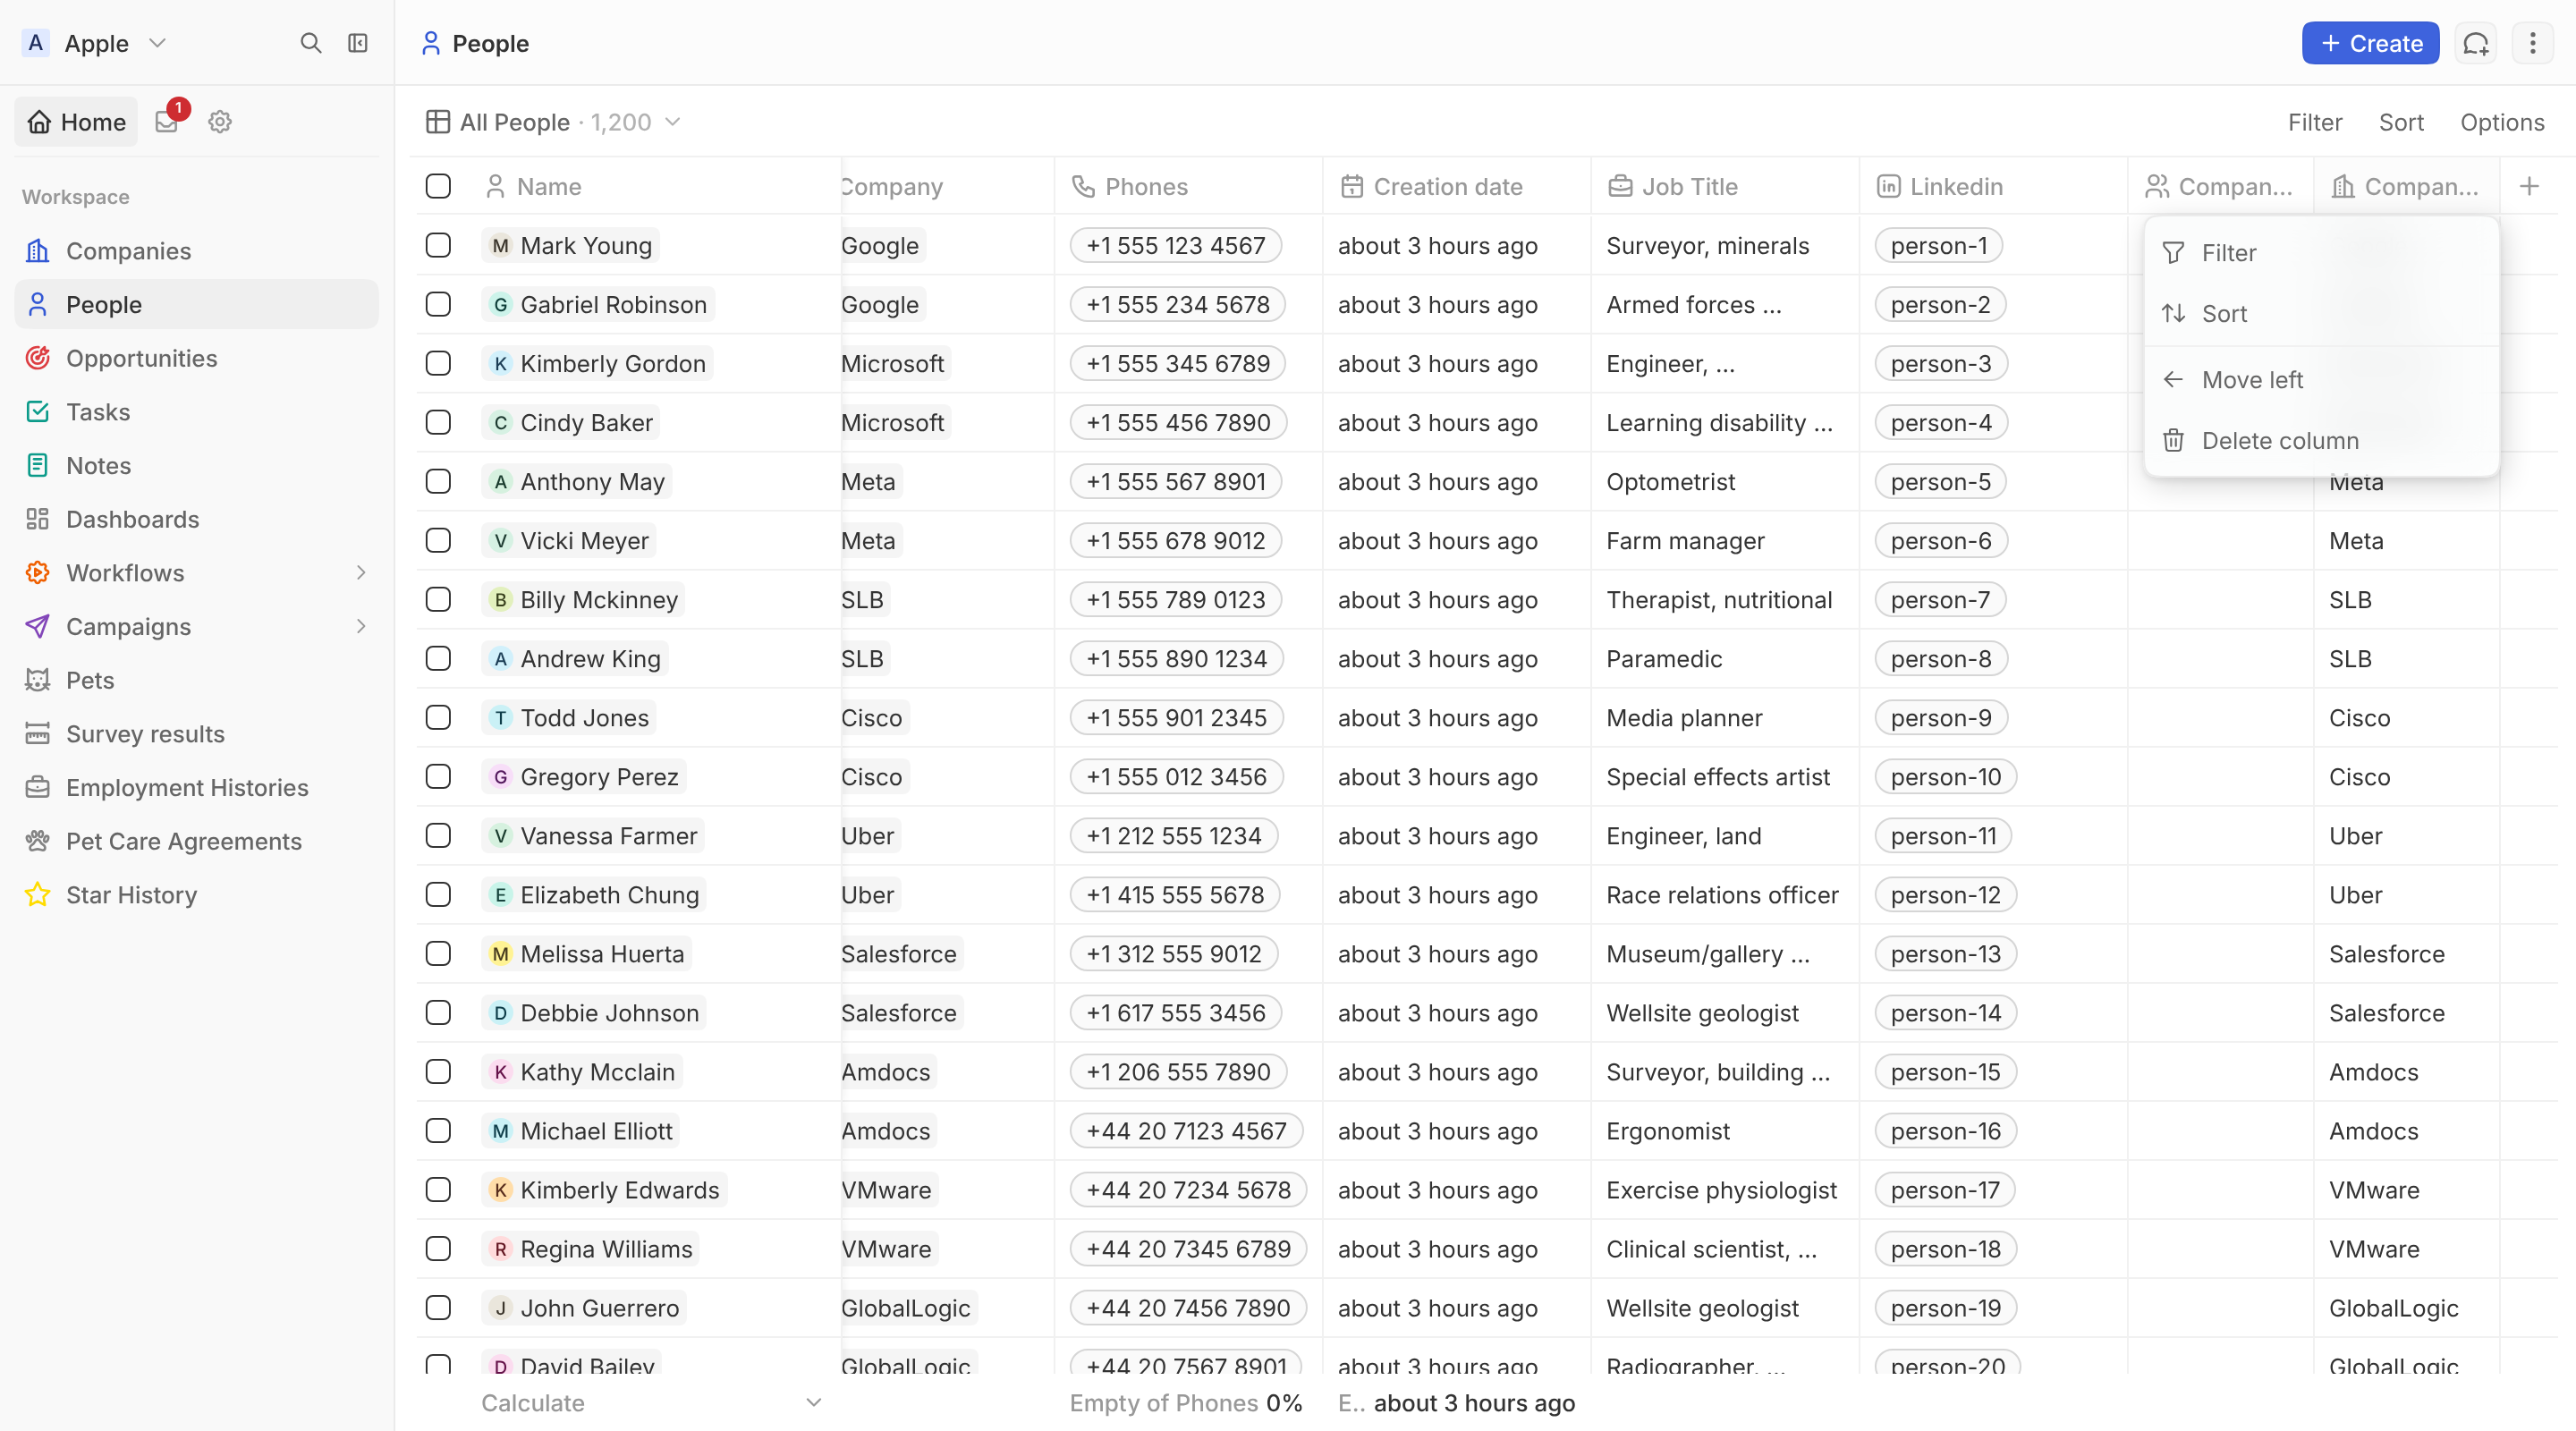 A Apple
People
Create
Home
1
All People · 1,200
Filter Sort Options
Workspace
Companies
People
Opportunities
Tasks
Notes
Dashboards
Workflows
Campaigns
Pets
Survey results
Employment Histories
Pet Care Agreements
Star History
Name Company Phones Creation date Job Title Linkedin Compan... Compan...
M Mark Young Google +1 555 123 4567 about 3 hours ago Surveyor, minerals person-1
G Gabriel Robinson Google +1 555 234 5678 about 3 hours ago Armed forces ... person-2
K Kimberly Gordon Microsoft +1 555 345 6789 about 3 hours ago Engineer, ... person-3
C Cindy Baker Microsoft +1 555 456 7890 about 3 hours ago Learning disability ... person-4
A Anthony May Meta +1 555 567 8901 about 3 hours ago Optometrist person-5 Meta
V Vicki Meyer Meta +1 555 678 9012 about 3 hours ago Farm manager person-6 Meta
B Billy Mckinney SLB +1 555 789 0123 about 3 hours ago Therapist, nutritional person-7 SLB
A Andrew King SLB +1 555 890 1234 about 3 hours ago Paramedic person-8 SLB
T Todd Jones Cisco +1 555 901 2345 about 3 hours ago Media planner person-9 Cisco
G Gregory Perez Cisco +1 555 012 3456 about 3 hours ago Special effects artist person-10 Cisco
V Vanessa Farmer Uber +1 212 555 1234 about 3 hours ago Engineer, land person-11 Uber
E Elizabeth Chung Uber +1 415 555 5678 about 3 hours ago Race relations officer person-12 Uber
M Melissa Huerta Salesforce +1 312 555 9012 about 3 hours ago Museum/gallery ... person-13 Salesforce
D Debbie Johnson Salesforce +1 617 555 3456 about 3 hours ago Wellsite geologist person-14 Salesforce
K Kathy Mcclain Amdocs +1 206 555 7890 about 3 hours ago Surveyor, building ... person-15 Amdocs
M Michael Elliott Amdocs +44 20 7123 4567 about 3 hours ago Ergonomist person-16 Amdocs
K Kimberly Edwards VMware +44 20 7234 5678 about 3 hours ago Exercise physiologist person-17 VMware
R Regina Williams VMware +44 20 7345 6789 about 3 hours ago Clinical scientist, ... person-18 VMware
J John Guerrero GlobalLogic +44 20 7456 7890 about 3 hours ago Wellsite geologist person-19 GlobalLogic
D David Bailey GlobalLogic +44 20 7567 8901 about 3 hours ago Radiographer, ... person-20 GlobalLogic
Calculate Empty of Phones 0% E.. about 3 hours ago
Filter
Sort
Move left
Delete column